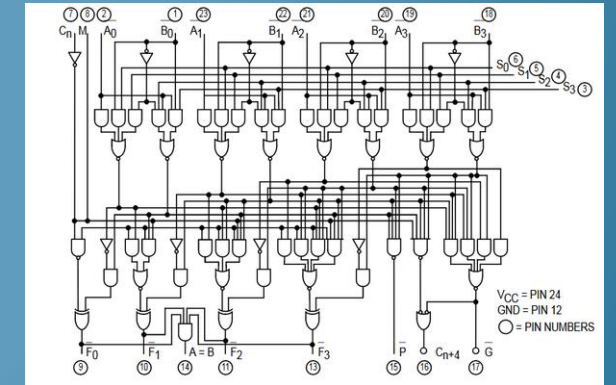 7 8 2 1 23 22 21 20 19 18
Cn M A0 B0 A1 B1 A2 B2 A3 B3
S0 6
S1 5
S2 4
S3 3
VCC = PIN 24
GND = PIN 12
= PIN NUMBERS
F0 F1 A = B F2 F3 P Cn+4 G
9 10 14 11 13 15 16 17